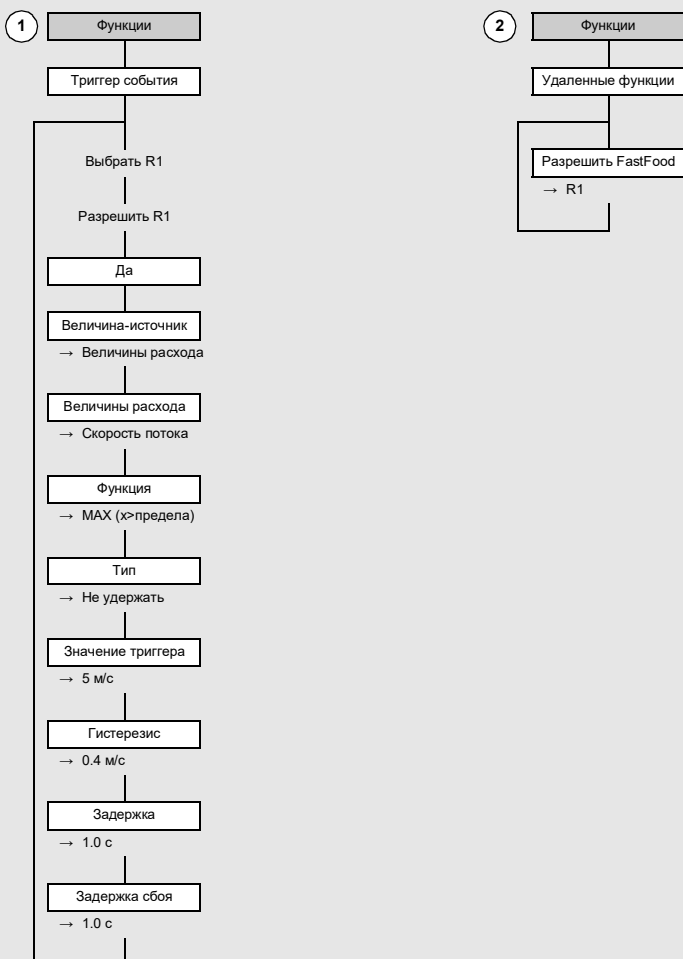 1
Функции
Триггер события
Выбрать R1
Разрешить R1
Да
Величина-источник
→ Величины расхода
Величины расхода
→ Скорость потока
Функция
→ MAX (x>предела)
Тип
→ Не удержать
Значение триггера
→ 5 м/с
Гистерезис
→ 0.4 м/с
Задержка
→ 1.0 с
Задержка сбоя
→ 1.0 с
2
Функции
Удаленные функции
Разрешить FastFood
→ R1